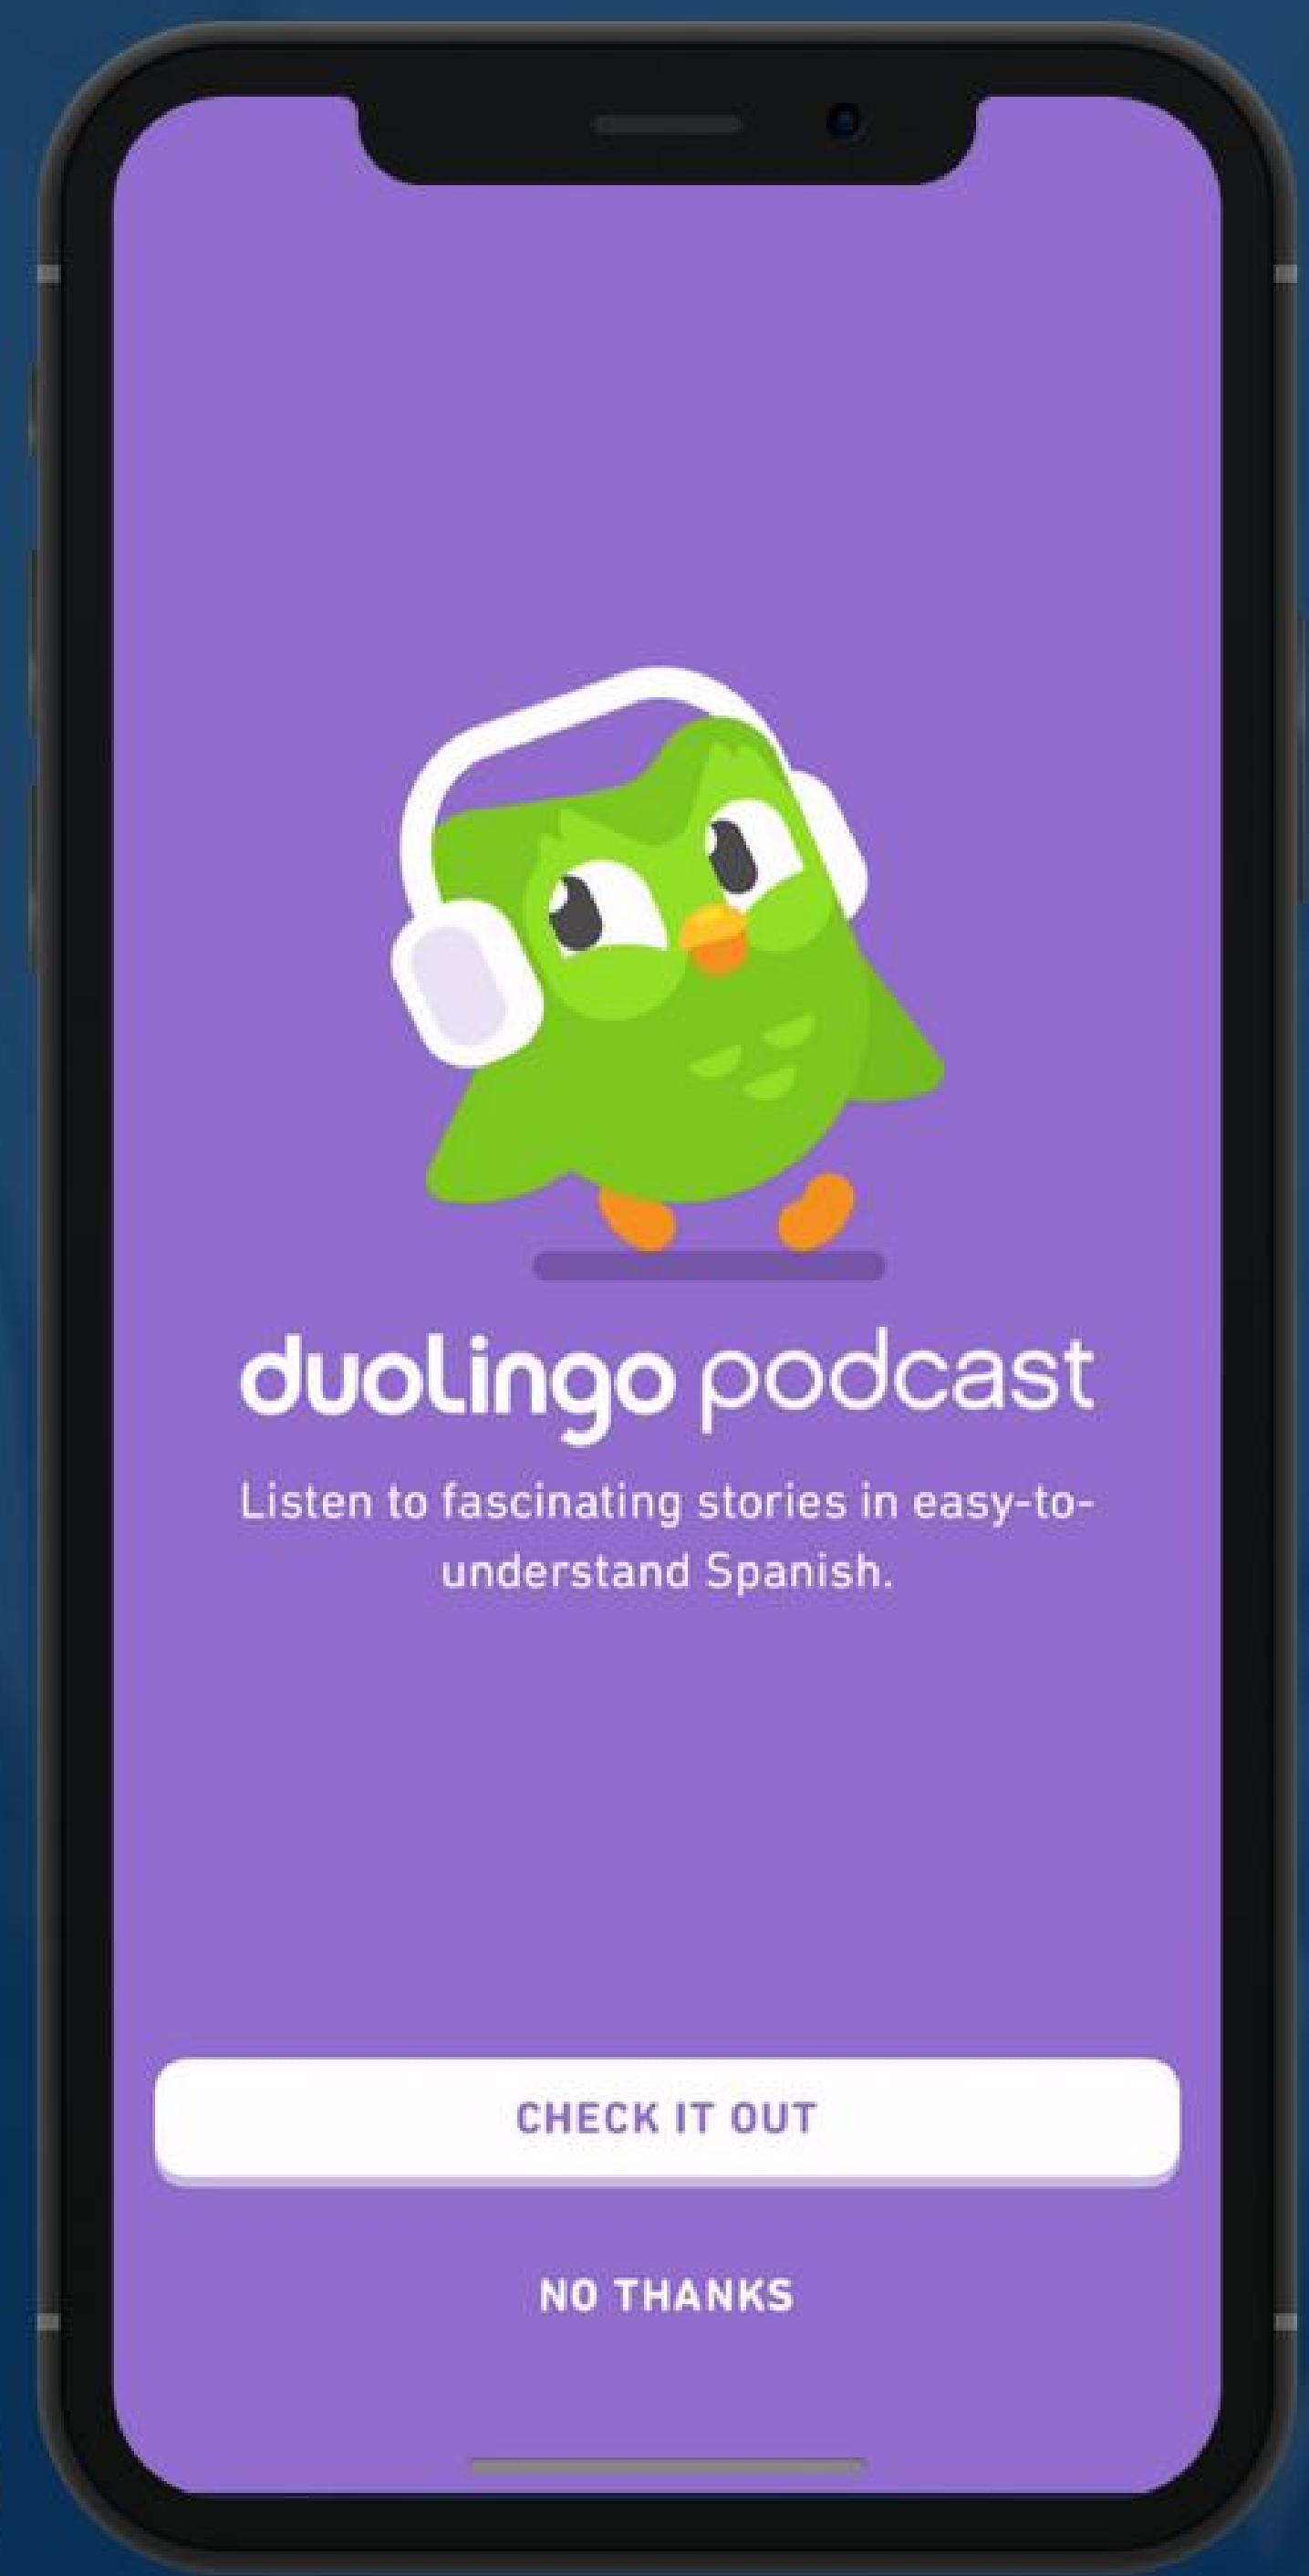 duolingo podcast
Listen to fascinating stories in easy-to-
understand Spanish.
CHECK IT OUT
NO THANKS